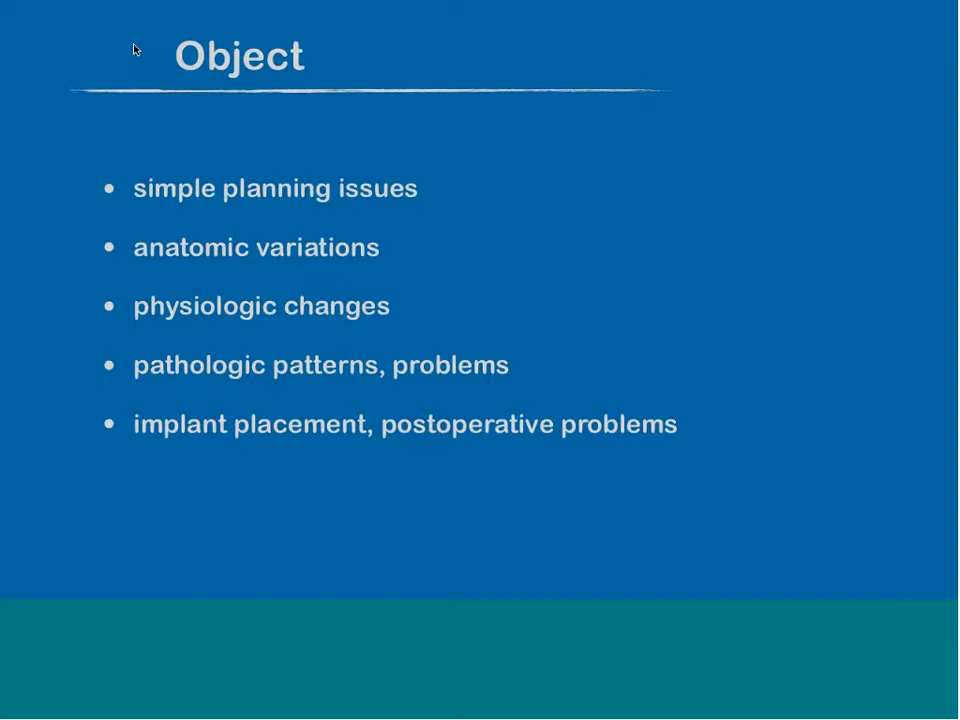 Object
• simple planning issues
• anatomic variations
• physiologic changes
• pathologic patterns, problems
• implant placement, postoperative problems